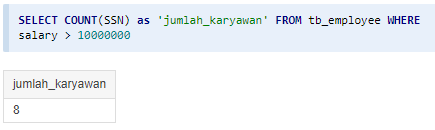 SELECT COUNT(SSN) as 'jumlah_karyawan' FROM tb_employee WHERE
salary > 10000000
jumlah_karyawan
8